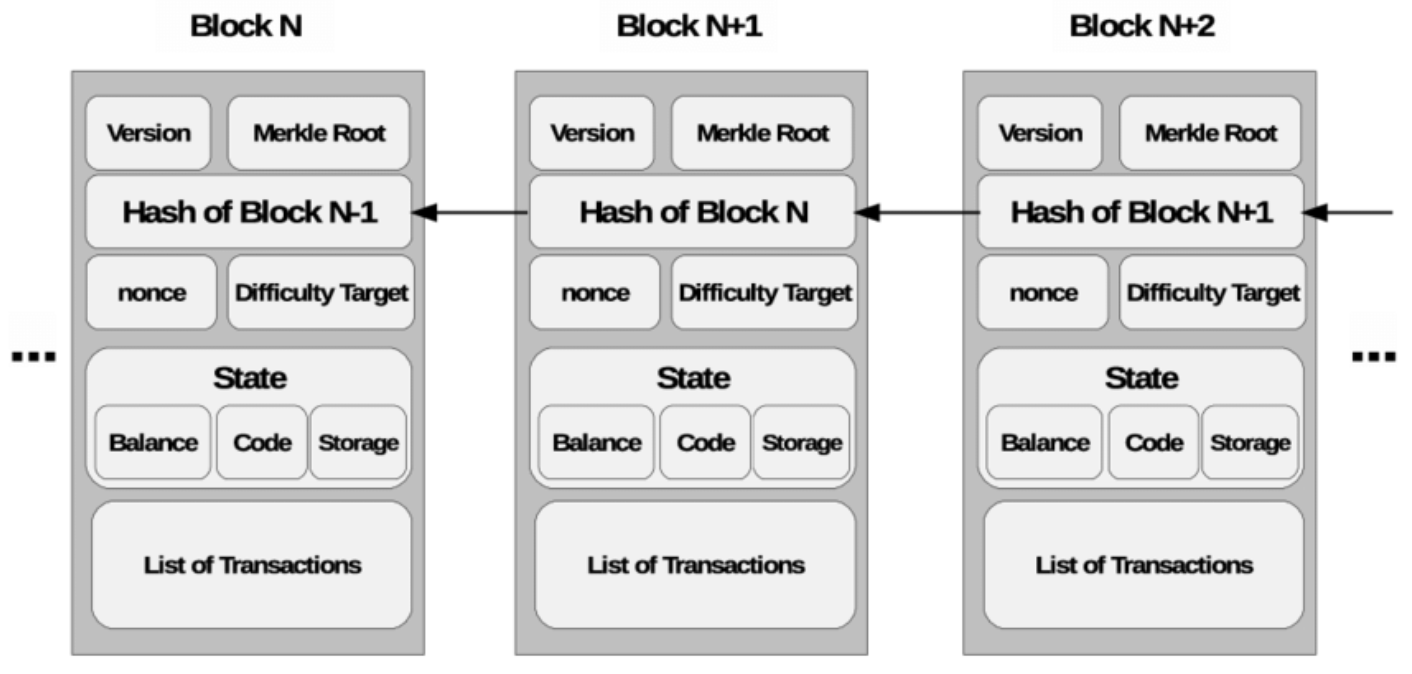 Block N
Block N+1
Block N+2
Version
Merkle Root
Hash of Block N-1
nonce
Difficulty Target
State
Balance
Code
Storage
List of Transactions
Version
Merkle Root
Hash of Block N
nonce
Difficulty Target
State
Balance
Code
Storage
List of Transactions
Version
Merkle Root
Hash of Block N+1
nonce
Difficulty Target
State
Balance
Code
Storage
List of Transactions
...
...